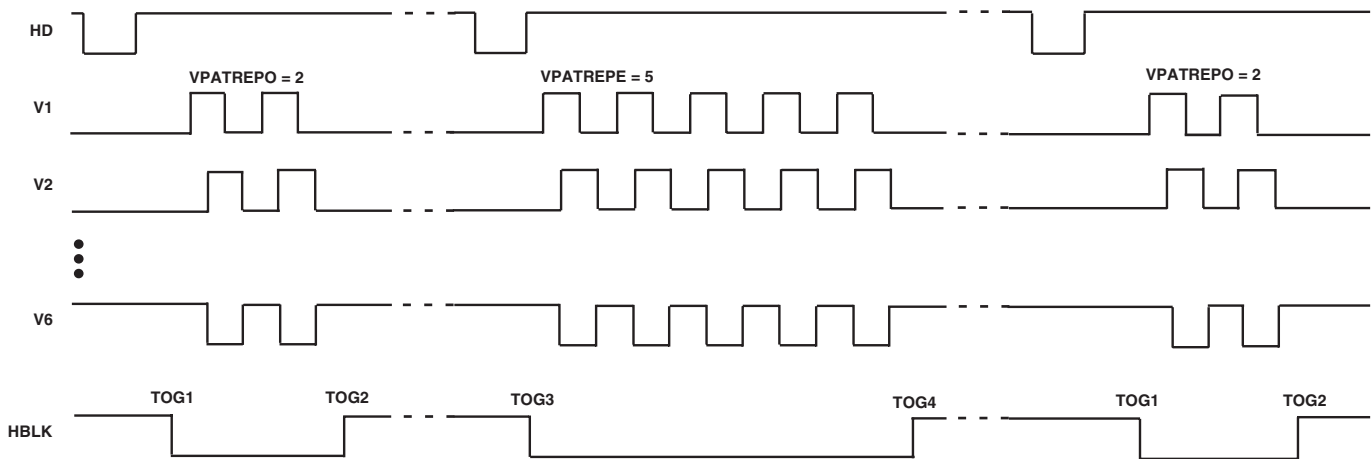 HD
VPATREPO = 2 VPATREPE = 5 VPATREPO = 2
V1
V2
V6
TOG1 TOG2 TOG3 TOG4 TOG1 TOG2
HBLK